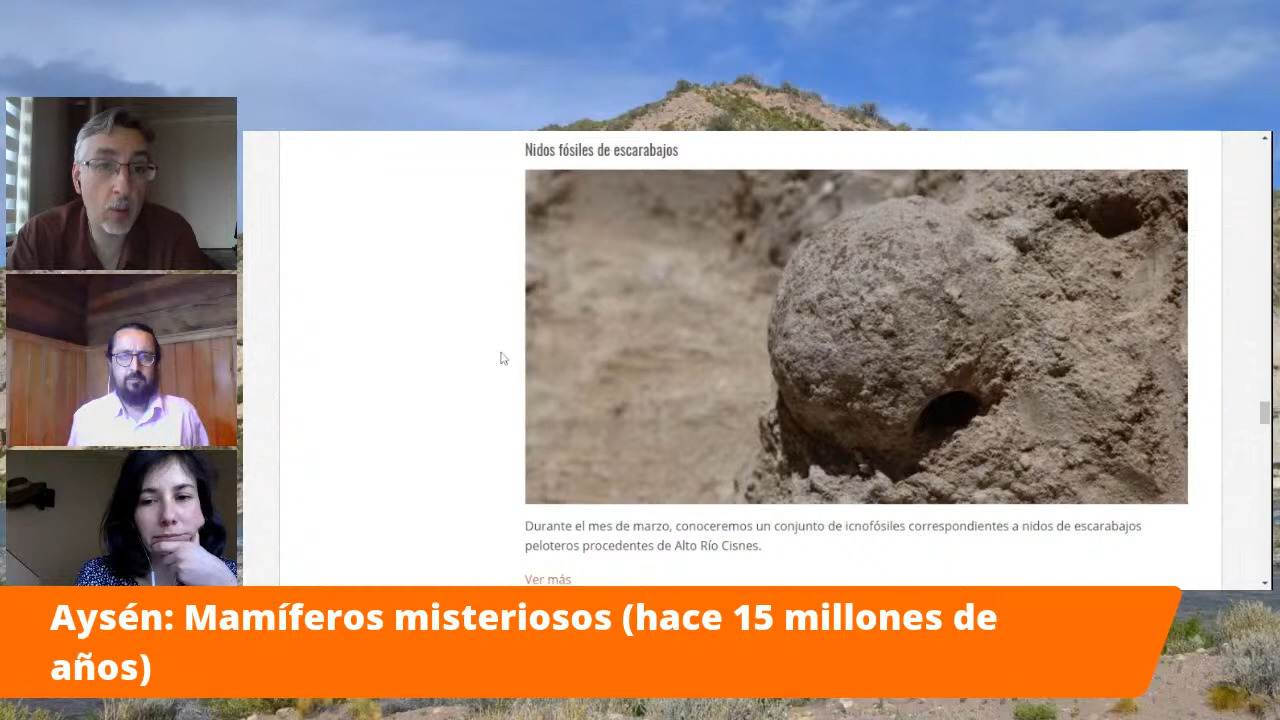 Nidos fósiles de escarabajos
Durante el mes de marzo, conoceremos un conjunto de icnofósiles correspondientes a nidos de escarabajos
peloteros procedentes de Alto Río Cisnes.
Ver más
Aysén: Mamíferos misteriosos (hace 15 millones de
años)